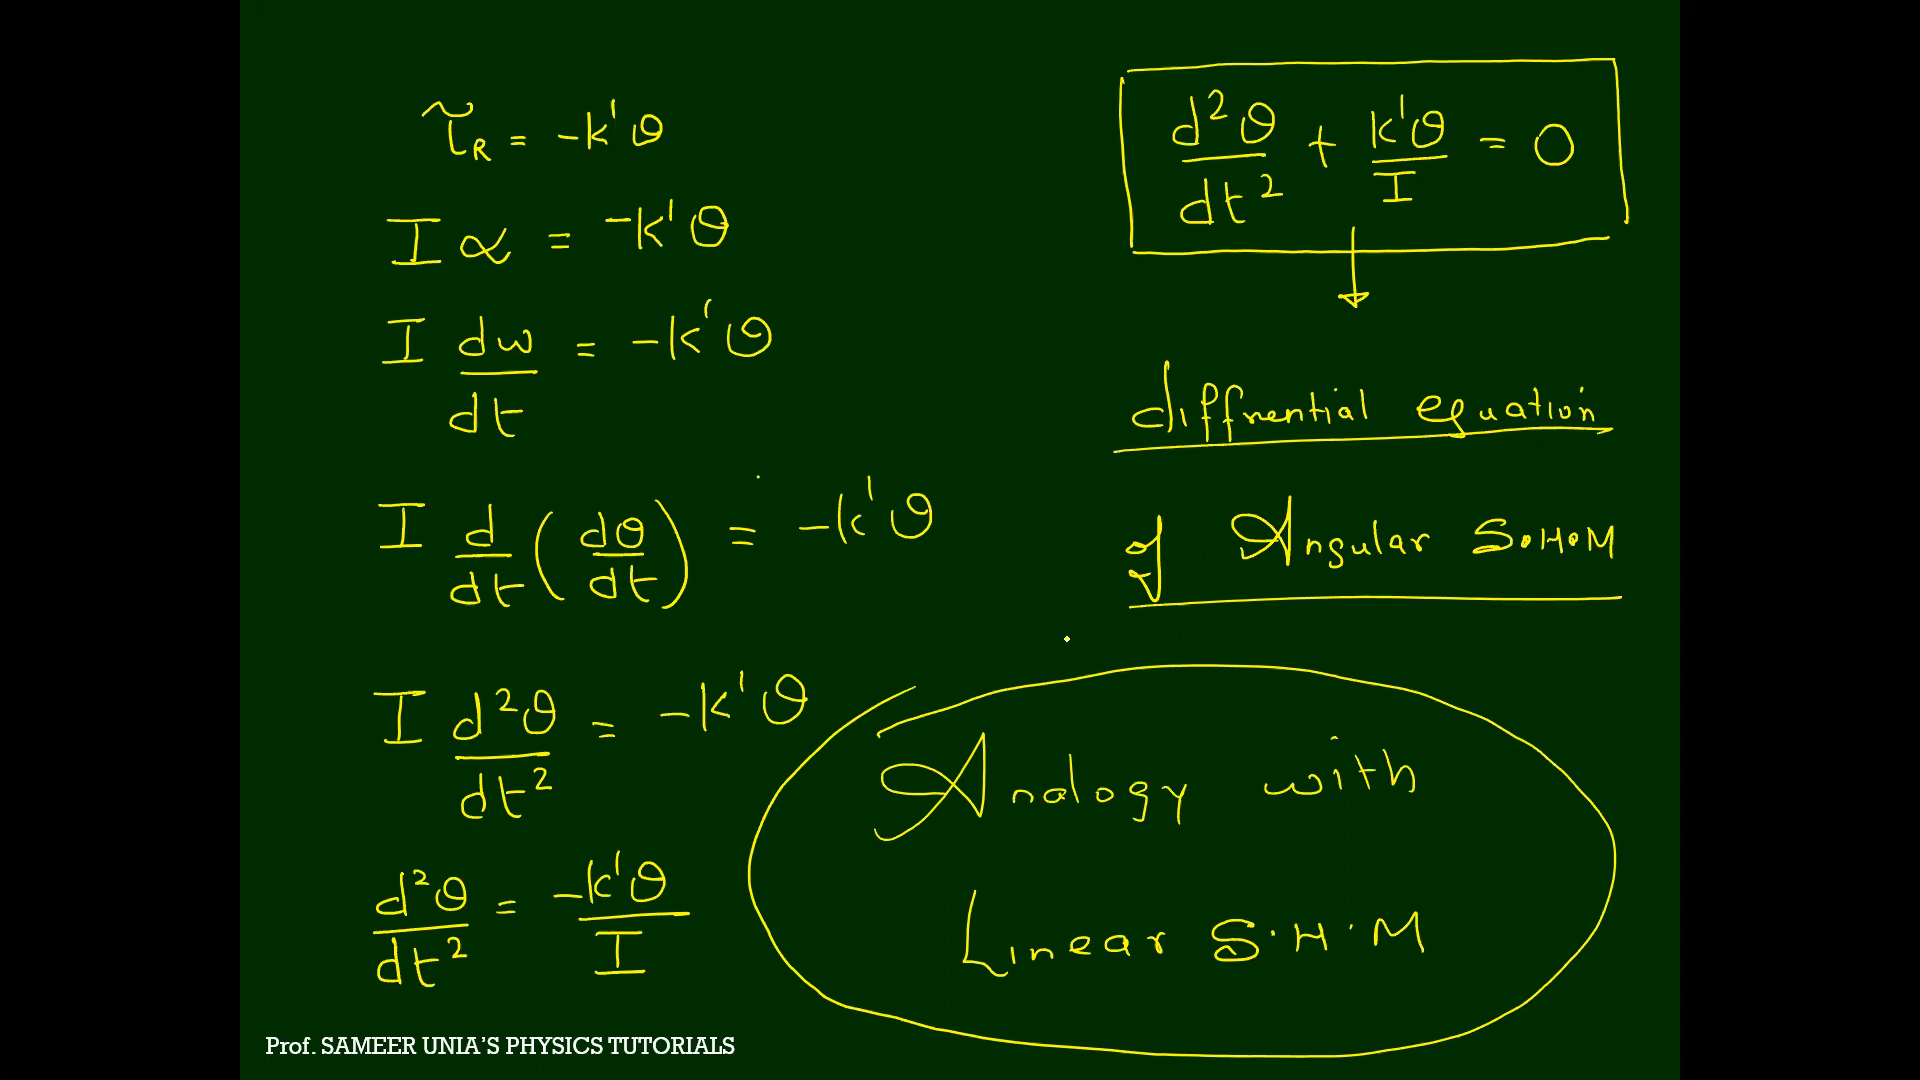 τ_R = -k'θ
I α = -k'θ
I dω/dt = -k'θ
I d/dt (dθ/dt) = -k'θ
I d²θ/dt² = -k'θ
d²θ/dt² = -k'θ/I
d²θ/dt² + k'θ/I = 0
diffrential equation
of Angular S.H.M
Analogy with
Linear S.H.M
Prof. SAMEER UNIA'S PHYSICS TUTORIALS